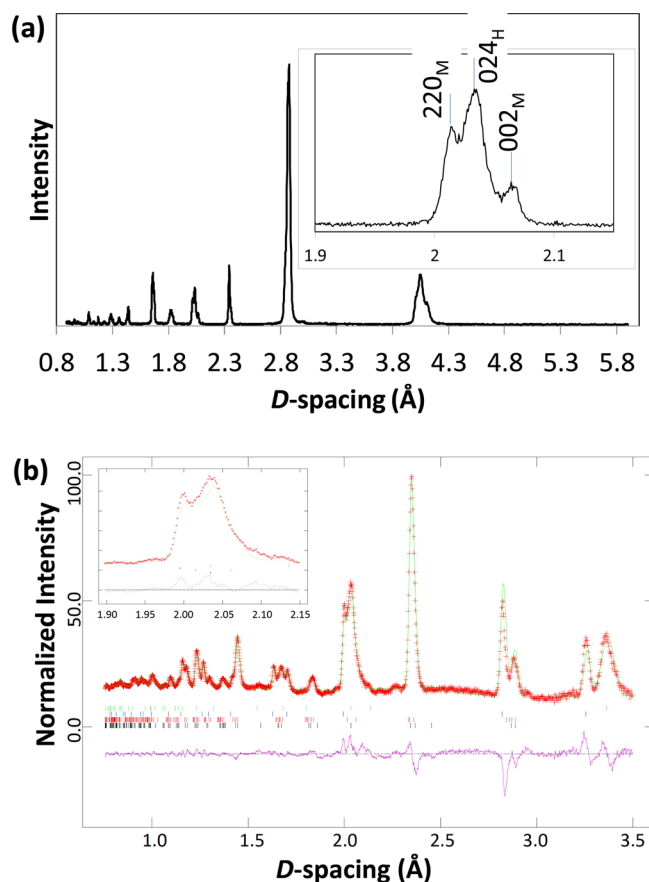 (a)
Intensity
220M
024H
002M
1.9
2
2.1
0.8 1.3 1.8 2.3 2.8 3.3 3.8 4.3 4.8 5.3 5.8
D-spacing (Å)
(b)
Normalized Intensity
100.0
50.0
0.0
1.90 1.95 2.00 2.05 2.10 2.15
1.0 1.5 2.0 2.5 3.0 3.5
D-spacing (Å)